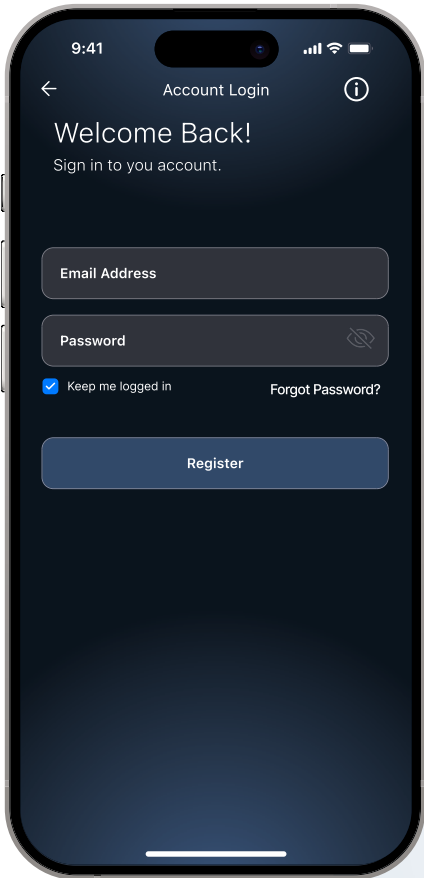 9:41
Account Login
Welcome Back!
Sign in to you account.
Email Address
Password
Keep me logged in
Forgot Password?
Register